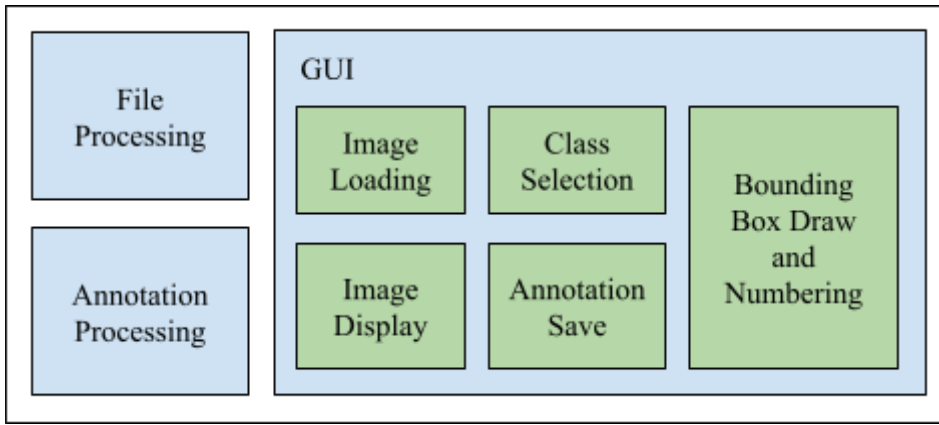 File
Processing
Annotation
Processing
GUI
Image
Loading
Class
Selection
Image
Display
Annotation
Save
Bounding
Box Draw
and
Numbering